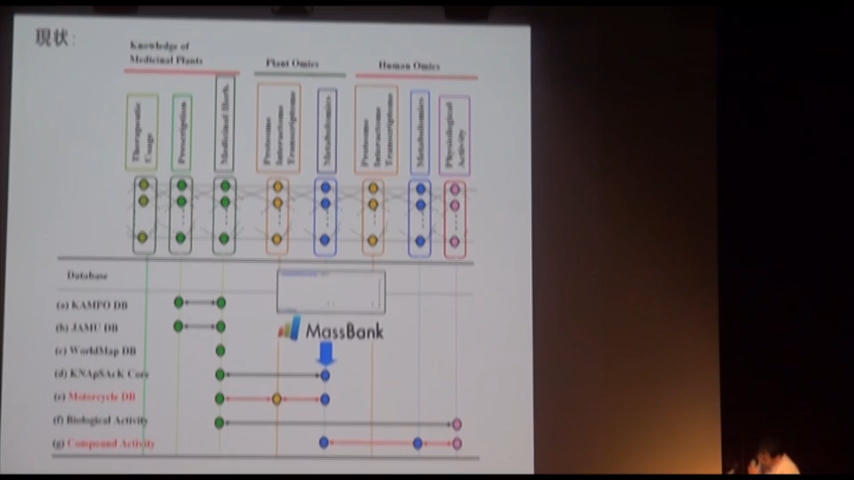 現状:
Knowledge of
Medicinal Plants
Plant Omics
Human Omics
Therapeutic
Usage
Prescription
Medicinal Herb.
Proteome
Interactome
Transcriptome
Metabolomics
Proteome
Interactome
Transcriptome
Metabolomics
Physiological
Activity
Database
(a) KAMPO DB
(b) JAMU DB
(c) WorldMap DB
MassBank
(d) KNApSAcK Core
(e) Motorcycle DB
(f) Biological Activity
(g) Compound Activity